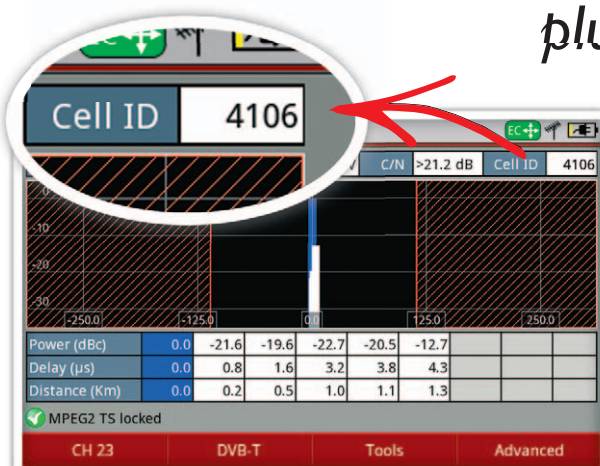 plu
Cell ID 4106
EC
C/N >21.2 dB Cell ID 4106
0
-10
-20
-30
-250.0 -125.0 0.0 125.0 250.0
Power (dBc) 0.0 -21.6 -19.6 -22.7 -20.5 -12.7
Delay (µs) 0.0 0.8 1.6 3.2 3.8 4.3
Distance (Km) 0.0 0.2 0.5 1.0 1.1 1.3
MPEG2 TS locked
CH 23 DVB-T Tools Advanced